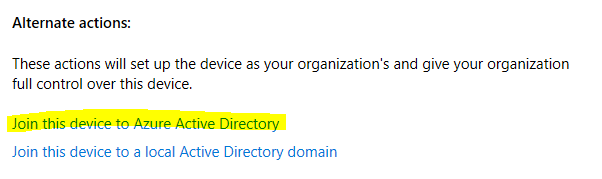 Alternate actions:
These actions will set up the device as your organization's and give your organization
full control over this device.
Join this device to Azure Active Directory
Join this device to a local Active Directory domain